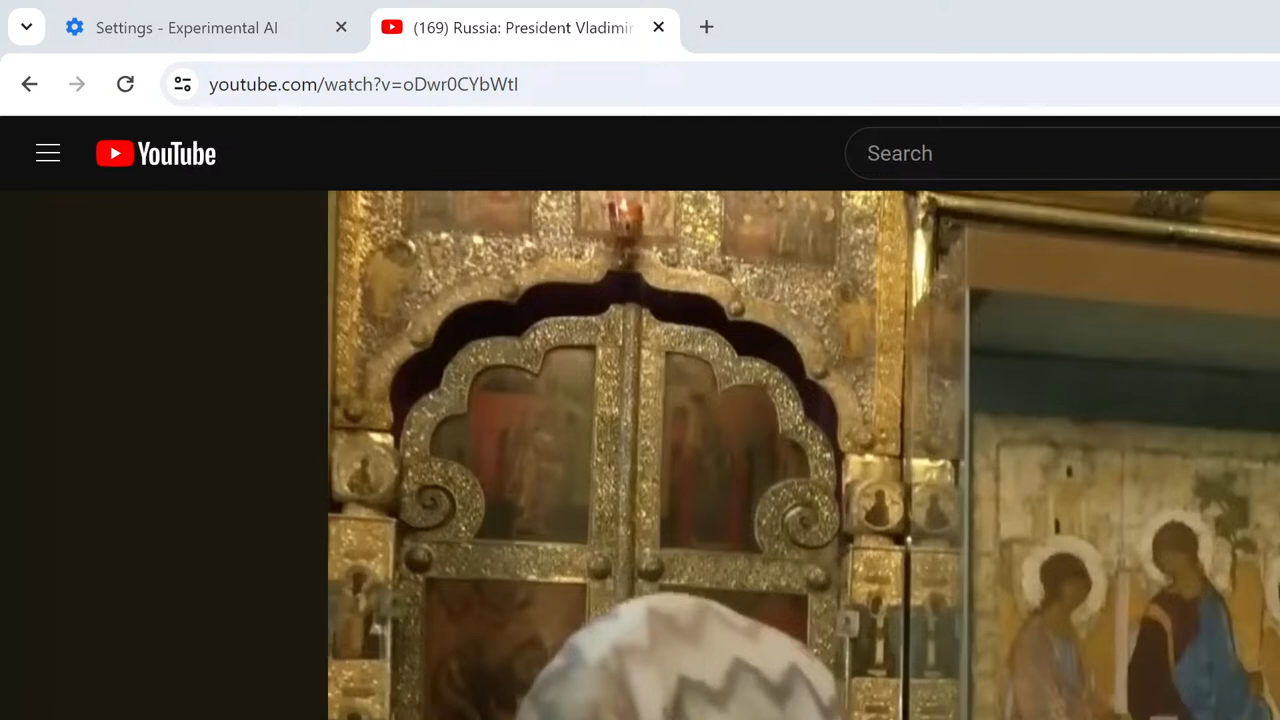 Settings - Experimental AI
(169) Russia: President Vladimir
youtube.com/watch?v=oDwr0CYbWtI
YouTube
Search